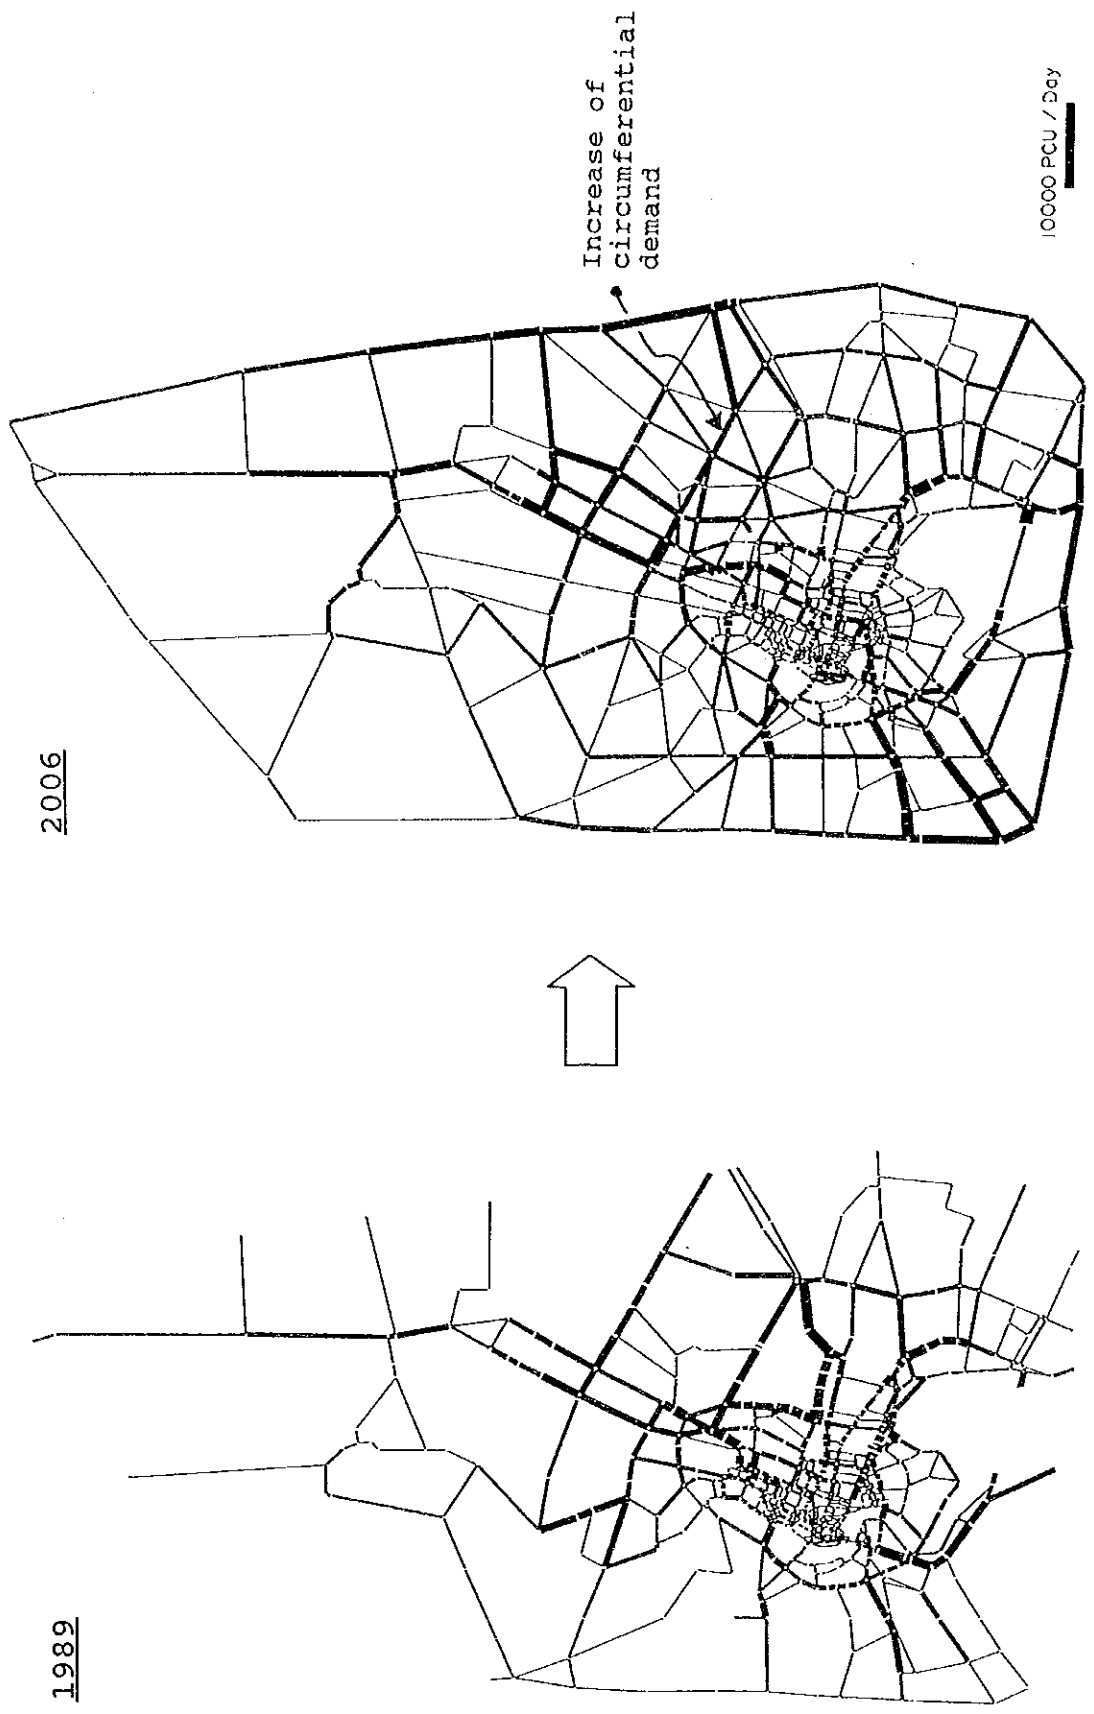 1989
2006
Increase of
circumferential
demand
10000 PCU / Day